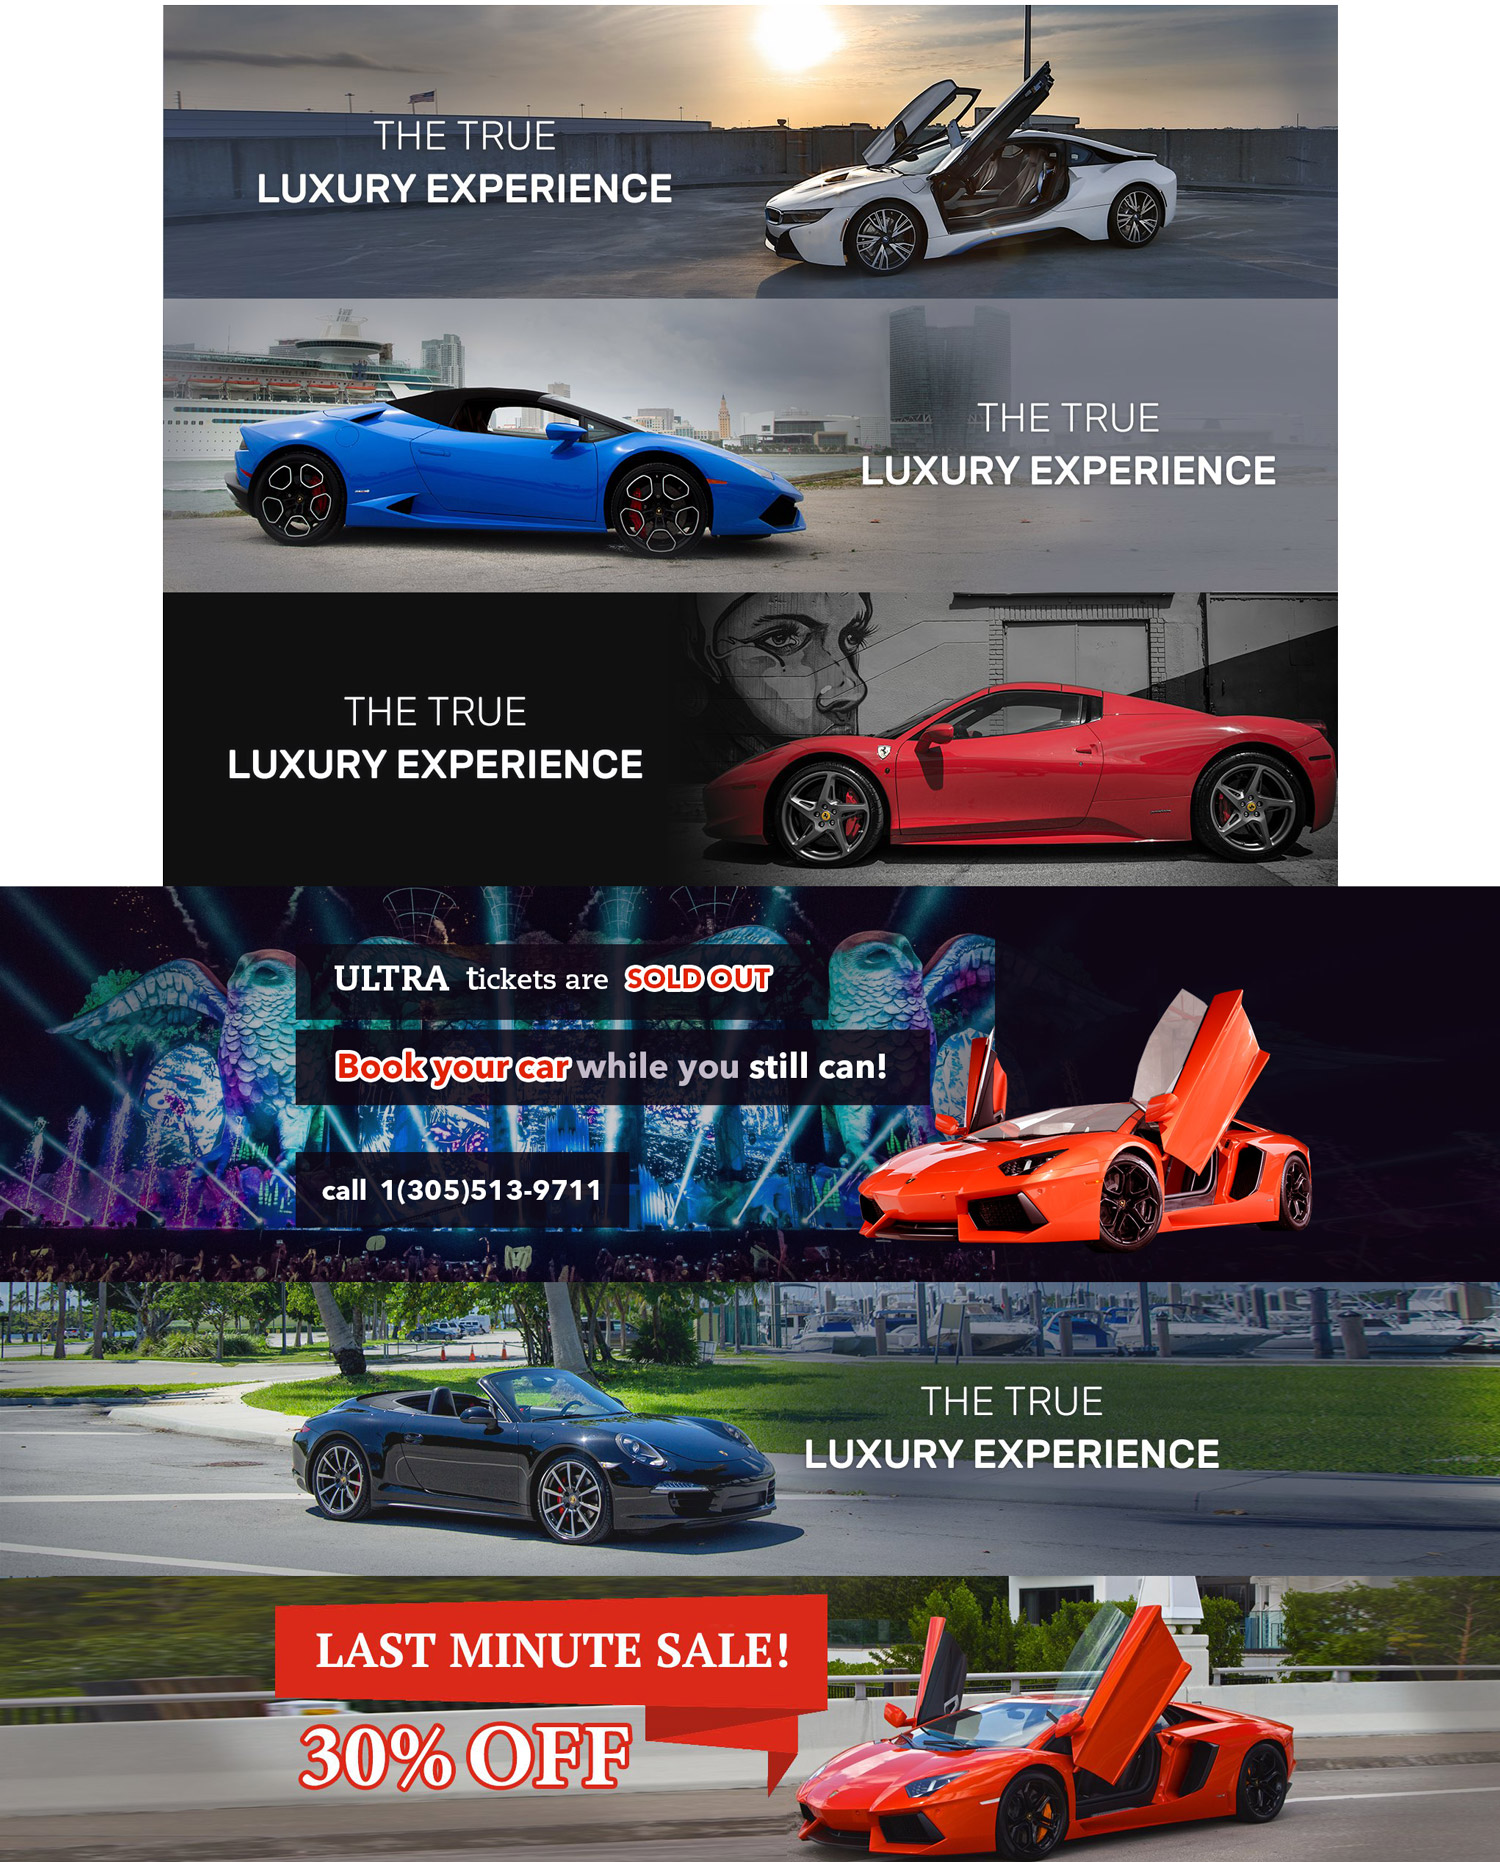 THE TRUE
LUXURY EXPERIENCE
THE TRUE
LUXURY EXPERIENCE
THE TRUE
LUXURY EXPERIENCE
ULTRA tickets are SOLD OUT
Book your car while you still can!
call 1(305)513-9711
THE TRUE
LUXURY EXPERIENCE
LAST MINUTE SALE!
30% OFF